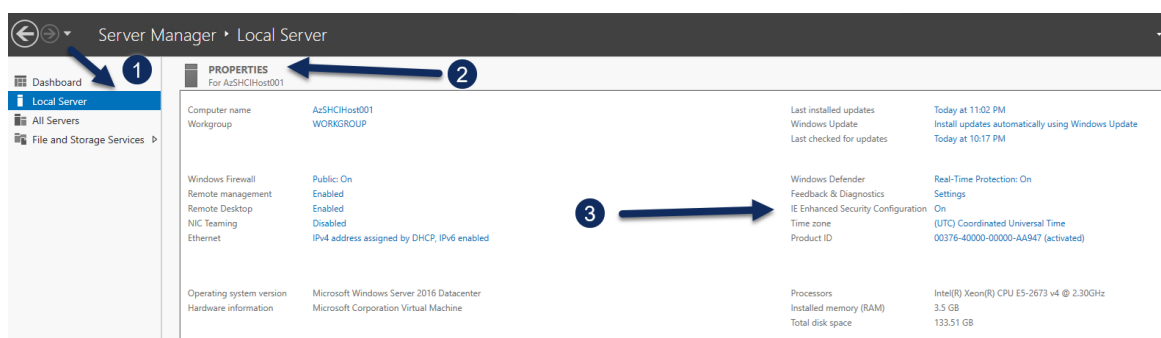 Server Manager • Local Server
1
Dashboard
Local Server
All Servers
File and Storage Services
PROPERTIES
For AzSHCIHost001
2
Computer name AzSHCIHost001
Workgroup WORKGROUP
Last installed updates Today at 11:02 PM
Windows Update Install updates automatically using Windows Update
Last checked for updates Today at 10:17 PM
Windows Firewall Public: On
Remote management Enabled
Remote Desktop Enabled
NIC Teaming Disabled
Ethernet IPv4 address assigned by DHCP, IPv6 enabled
3
Windows Defender Real-Time Protection: On
Feedback & Diagnostics Settings
IE Enhanced Security Configuration On
Time zone (UTC) Coordinated Universal Time
Product ID 00376-40000-00000-AA947 (activated)
Operating system version Microsoft Windows Server 2016 Datacenter
Hardware information Microsoft Corporation Virtual Machine
Processors Intel(R) Xeon(R) CPU E5-2673 v4 @ 2.30GHz
Installed memory (RAM) 3.5 GB
Total disk space 133.51 GB